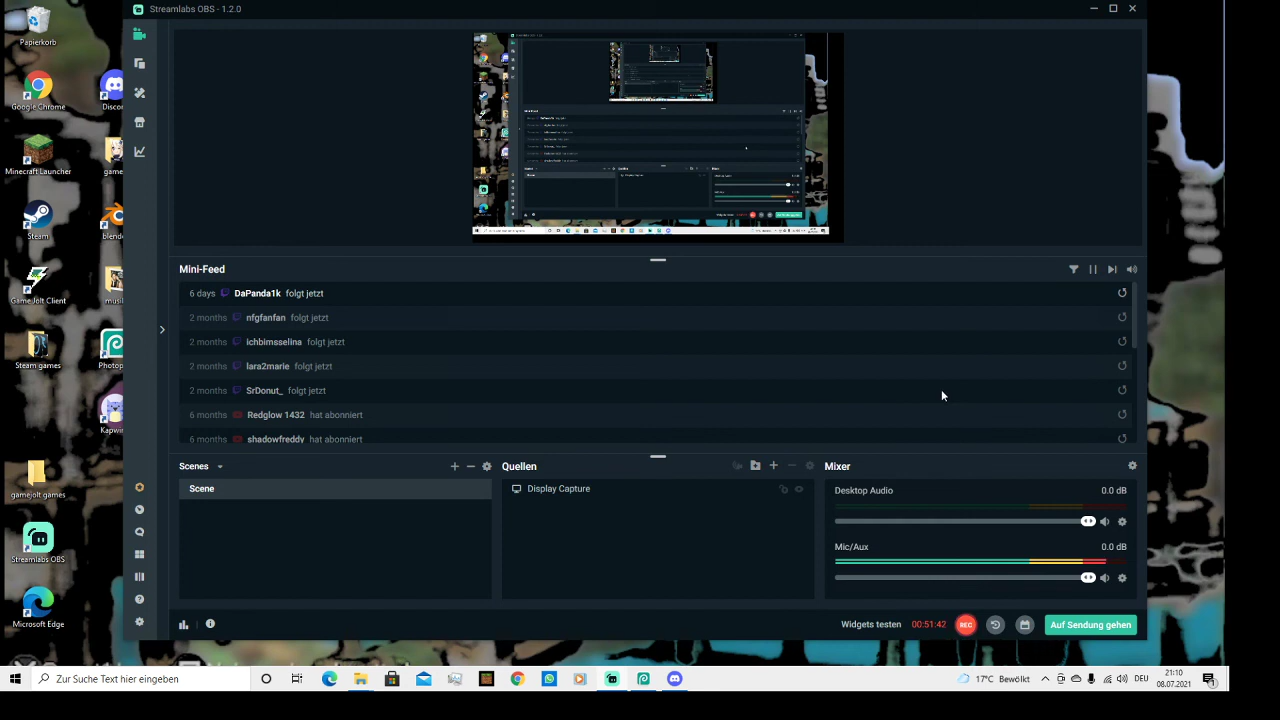 Streamlabs OBS - 1.2.0
Papierkorb
Google Chrome
Discor
Minecraft Launcher
game
Steam
blende
Game Jolt Client
musik
Steam games
Photop
Kapwin
gamejolt games
Streamlabs OBS
Microsoft Edge
Mini-Feed
6 days DaPanda1k folgt jetzt
2 months nfgfanfan folgt jetzt
2 months ichbimsselina folgt jetzt
2 months lara2marie folgt jetzt
2 months SrDonut_ folgt jetzt
6 months Redglow 1432 hat abonniert
6 months shadowfreddy hat abonniert
Scenes
Scene
Quellen
Display Capture
Mixer
Desktop Audio 0.0 dB
Mic/Aux 0.0 dB
Widgets testen 00:51:42 REC Auf Sendung gehen
Zur Suche Text hier eingeben
17°C Bewölkt
DEU
21:10
08.07.2021
1